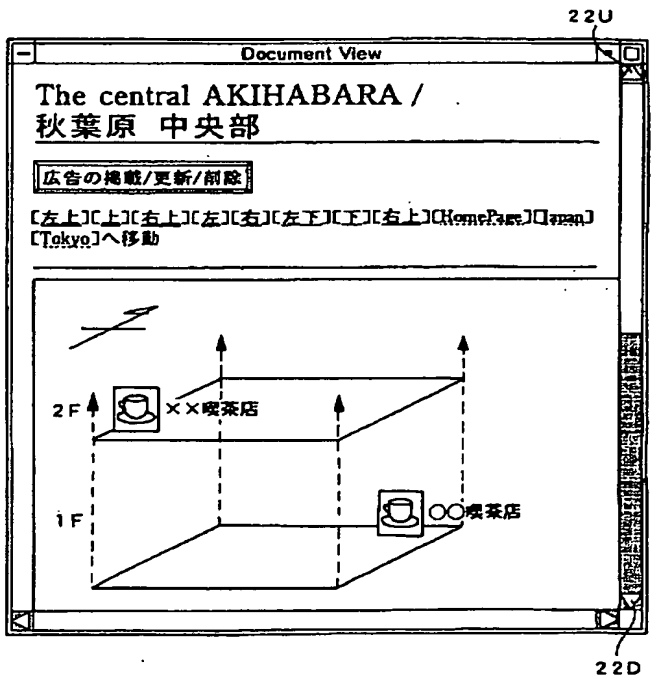 22U
Document View
The central AKIHABARA /
秋葉原 中央部
広告の掲載/更新/削除
[左上][上][右上][左][右][左下][下][右上][HomePage][Japan]
[Tokyo]へ移動
2F ××喫茶店
1F ○○喫茶店
22D